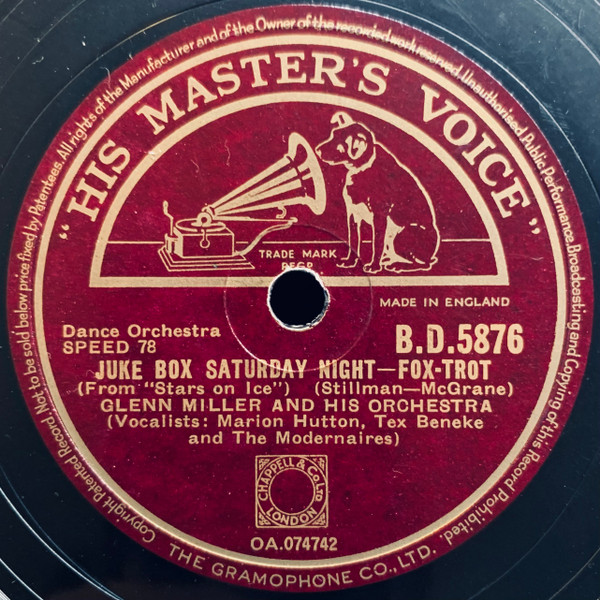 Copyright Patented Record Not to be sold below price fixed by Patentees. All rights of the Manufacturer and of the Owner of the recorded work reserved. Unauthorised Public Performance, Broadcasting and Copying of this Record Prohibited.
"HIS MASTER'S VOICE"
TRADE MARK
REGD
MADE IN ENGLAND
Dance Orchestra
SPEED 78
B.D.5876
JUKE BOX SATURDAY NIGHT—FOX-TROT
(From "Stars on Ice") (Stillman—McGrane)
GLENN MILLER AND HIS ORCHESTRA
(Vocalists: Marion Hutton, Tex Beneke
and The Modernaires)
CHAPPELL & Co. Ltd
LONDON
OA.074742
THE GRAMOPHONE CO., LTD.